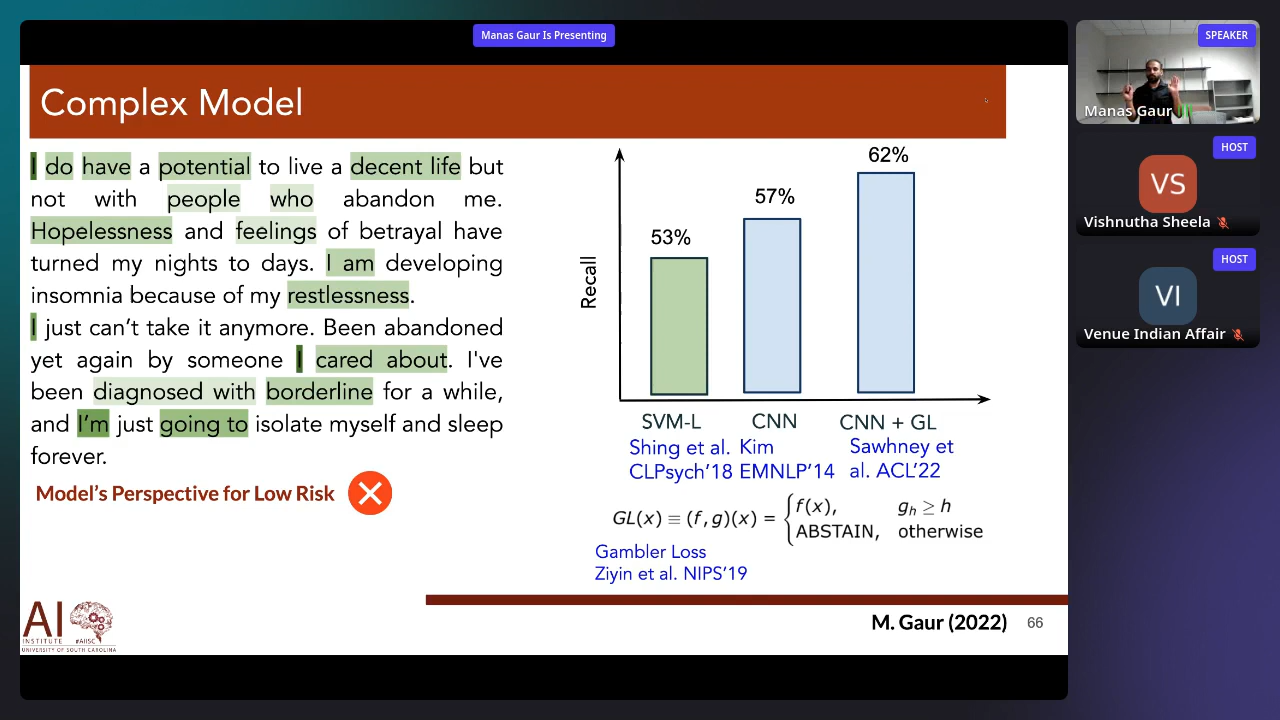 Manas Gaur Is Presenting
Complex Model
I do have a potential to live a decent life but
not with people who abandon me.
Hopelessness and feelings of betrayal have
turned my nights to days. I am developing
insomnia because of my restlessness.
I just can’t take it anymore. Been abandoned
yet again by someone I cared about. I've
been diagnosed with borderline for a while,
and I’m just going to isolate myself and sleep
forever.
Model’s Perspective for Low Risk
62%
57%
53%
Recall
SVM-L
CNN
CNN + GL
Shing et al.
CLPsych’18
Kim
EMNLP’14
Sawhney et
al. ACL’22
GL(x) ≡ (f, g)(x) = { f(x), g_h ≥ h
ABSTAIN, otherwise
Gambler Loss
Ziyin et al. NIPS’19
AI
INSTITUTE #AIISC
UNIVERSITY OF SOUTH CAROLINA
M. Gaur (2022) 66
SPEAKER
Manas Gaur
HOST
VS
Vishnutha Sheela
HOST
VI
Venue Indian Affair